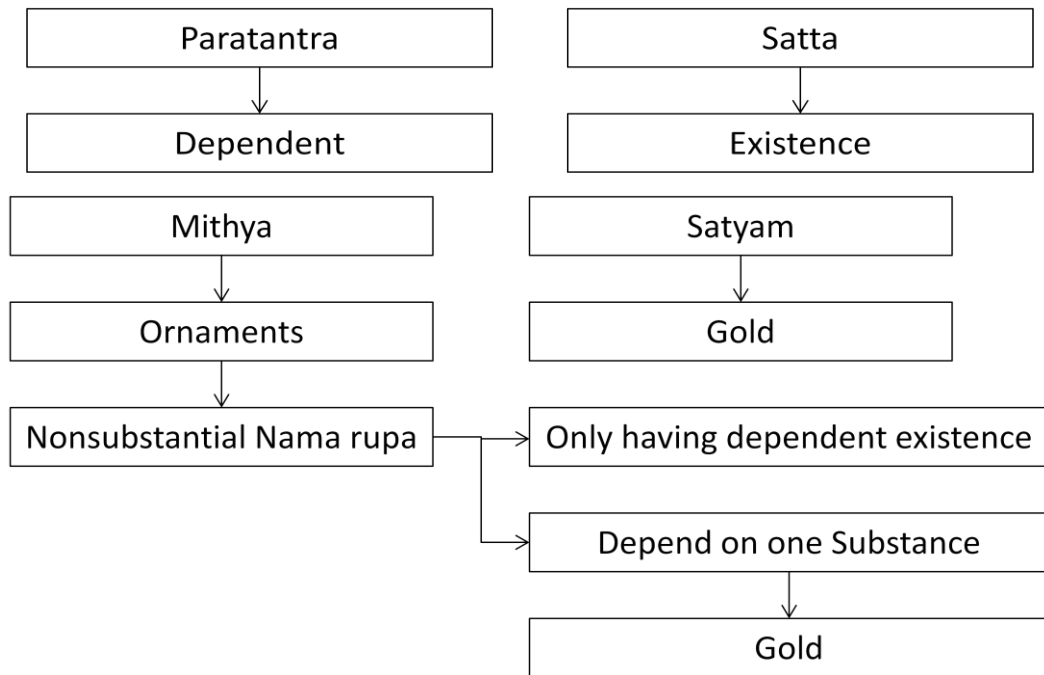 Paratantra
Satta
Dependent
Existence
Mithya
Satyam
Ornaments
Gold
Nonsubstantial Nama rupa
Only having dependent existence
Depend on one Substance
Gold